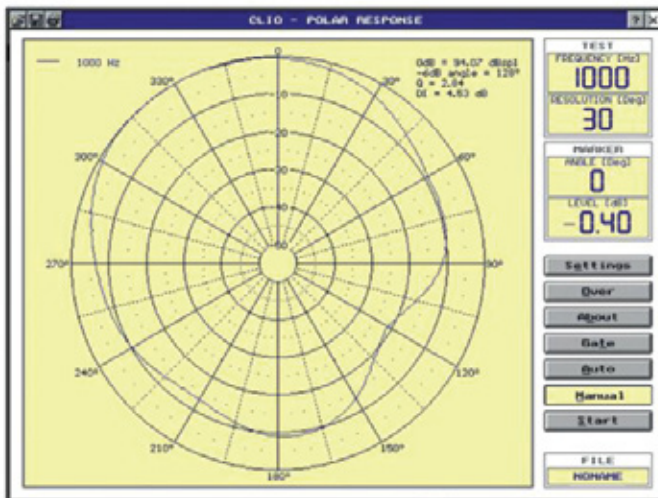 CLIO - POLAR RESPONSE
? X
1000 Hz
0dB = 94.07 dBspl
-6dB angle = 128°
Q = 2.84
DI = 4.53 dB
0
330°
30°
-10
300°
60°
-20
-30
-40
270°
90°
240°
120°
210°
150°
180°
TEST
FREQUENCY [Hz]
1000
RESOLUTION [Deg]
30
MARKER
ANGLE [Deg]
0
LEVEL [dB]
-0.40
Settings
Over
About
Gate
Auto
Manual
Start
FILE
NONAME